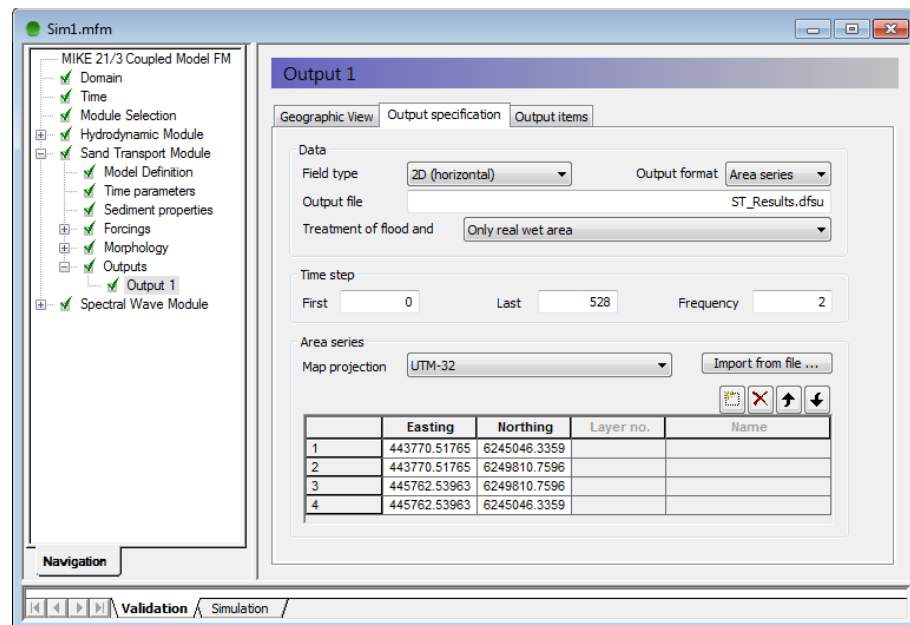 Sim1.mfm
MIKE 21/3 Coupled Model FM
Domain
Time
Module Selection
Hydrodynamic Module
Sand Transport Module
Model Definition
Time parameters
Sediment properties
Forcings
Morphology
Outputs
Output 1
Spectral Wave Module
Navigation
Output 1
Geographic View Output specification Output items
Data
Field type 2D (horizontal) Output format Area series
Output file ST_Results.dfsu
Treatment of flood and Only real wet area
Time step
First 0 Last 528 Frequency 2
Area series
Map projection UTM-32 Import from file ...
Easting Northing Layer no. Name
1 443770.51765 6245046.3359
2 443770.51765 6249810.7596
3 445762.53963 6249810.7596
4 445762.53963 6245046.3359
Validation Simulation